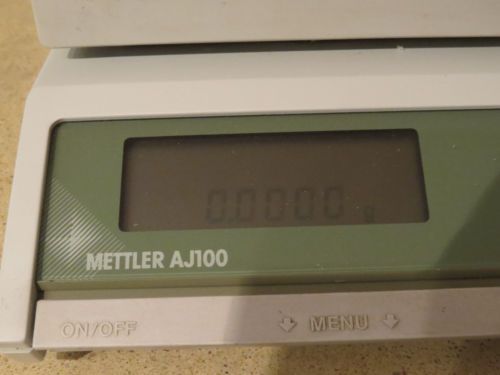 0.0000 g
METTLER AJ100
ON/OFF MENU